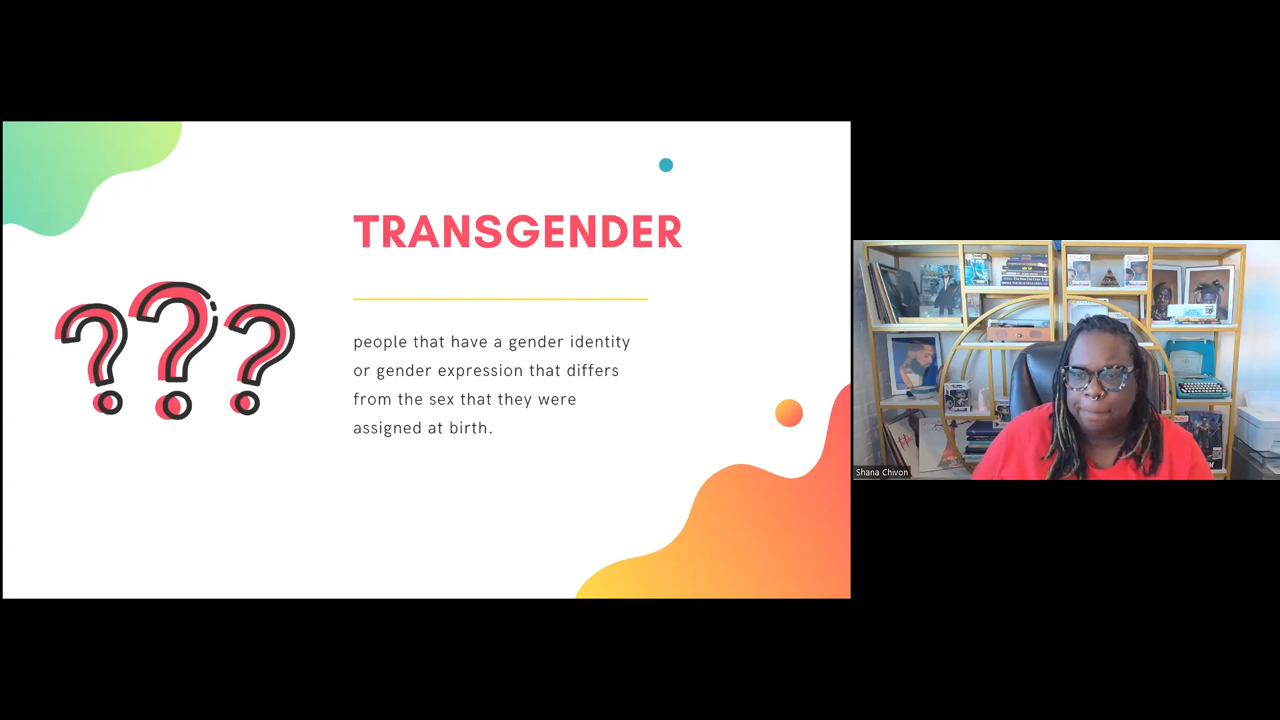 TRANSGENDER
people that have a gender identity
or gender expression that differs
from the sex that they were
assigned at birth.
Shana Chivon